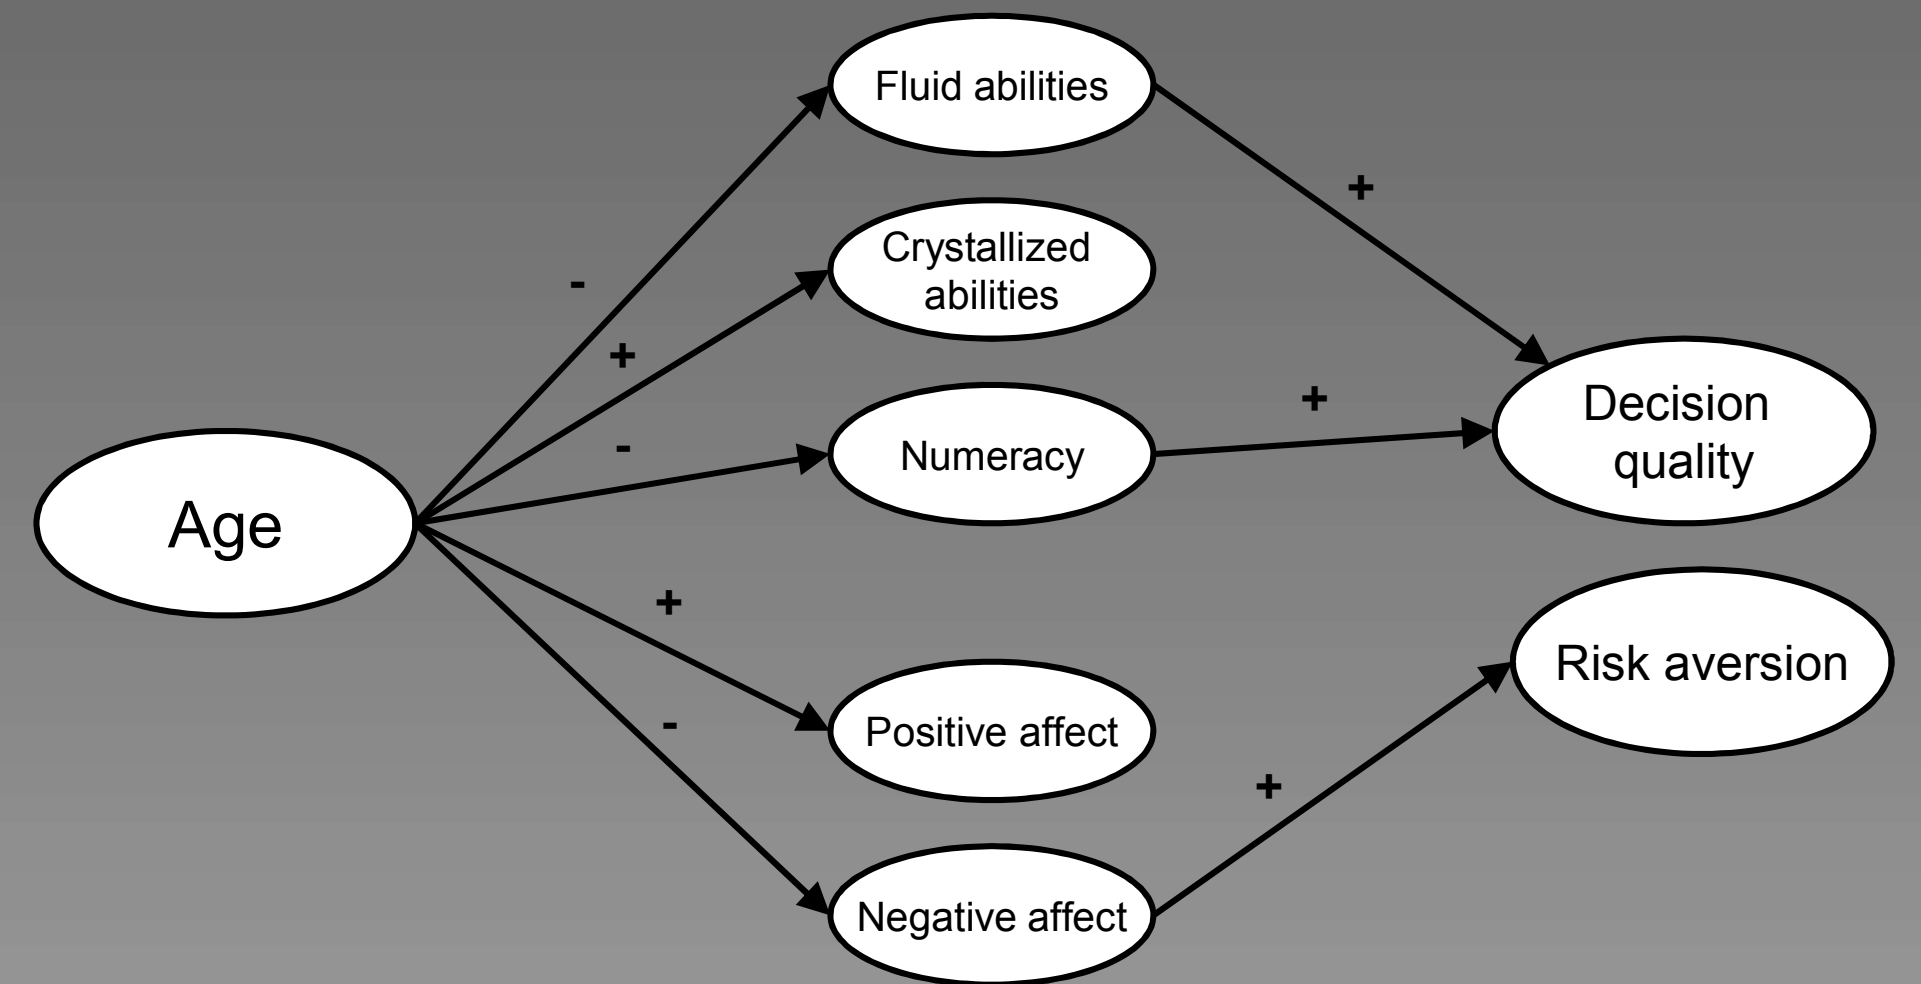 Fluid abilities
+
Crystallized
abilities
-
+
Decision
quality
+
-
Numeracy
Age
+
Risk aversion
Positive affect
-
+
Negative affect